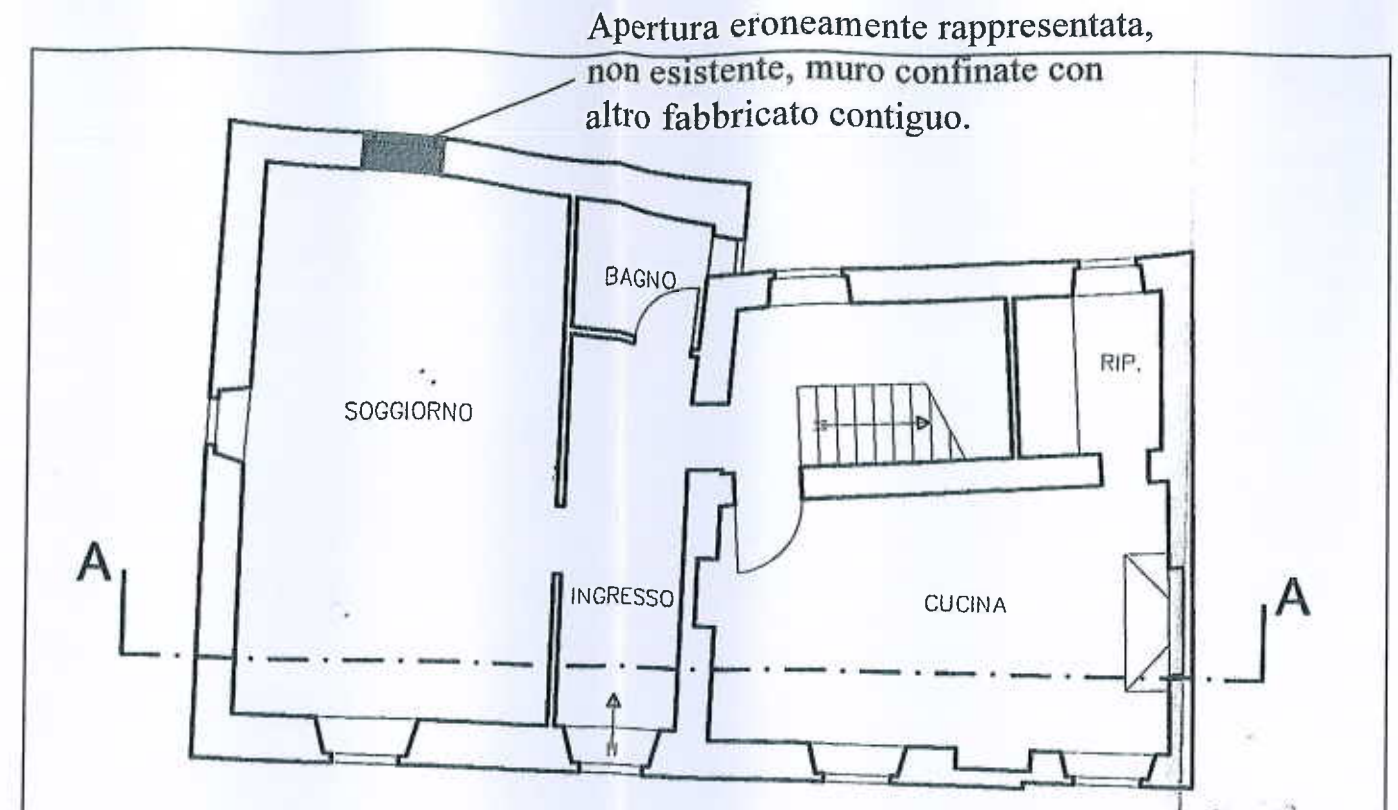 Apertura eroneamente rappresentata,
non esistente, muro confinate con
altro fabbricato contiguo.
BAGNO
RIP.
SOGGIORNO
A
INGRESSO
CUCINA
A